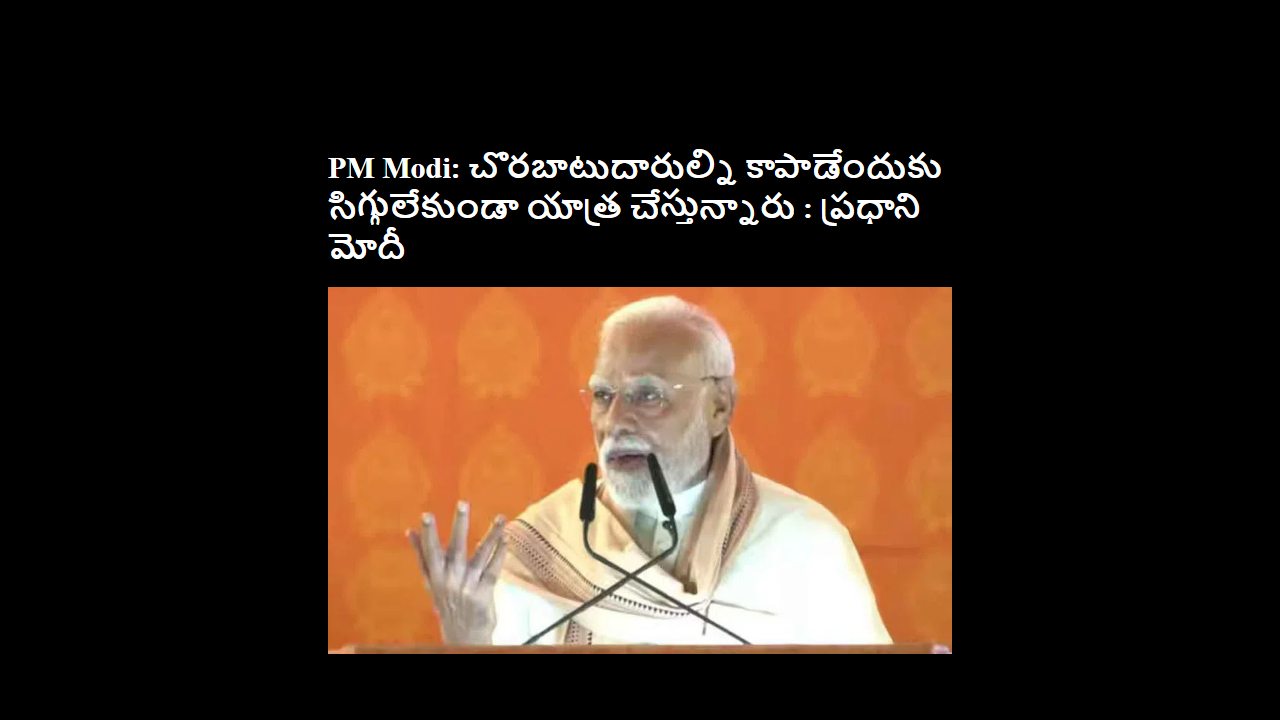 PM Modi: చొరబాటుదారుల్ని కాపాడేందుకు
సిగ్గులేకుండా యాత్ర చేస్తున్నారు : ప్రధాని
మోదీ